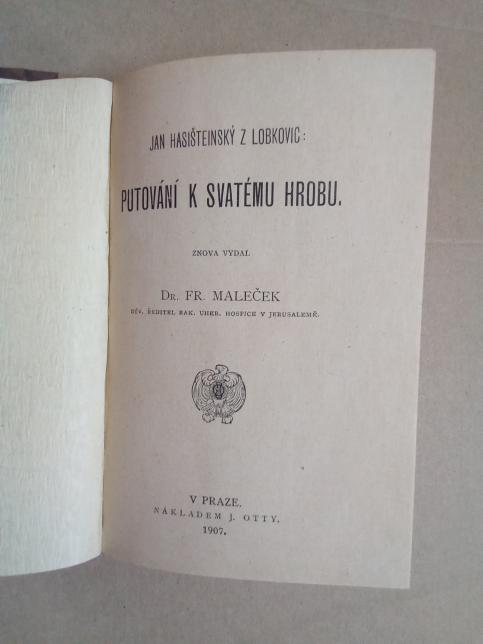 JAN HASIŠTEINSKÝ Z LOBKOVIC:
PUTOVÁNÍ K SVATÉMU HROBU.
ZNOVA VYDAL
DR. FR. MALEČEK
BÝV. ŘEDITEL RAK. UHER. HOSPICE V JERUSALEMĚ.
V PRAZE.
NÁKLADEM J. OTTY.
1907.